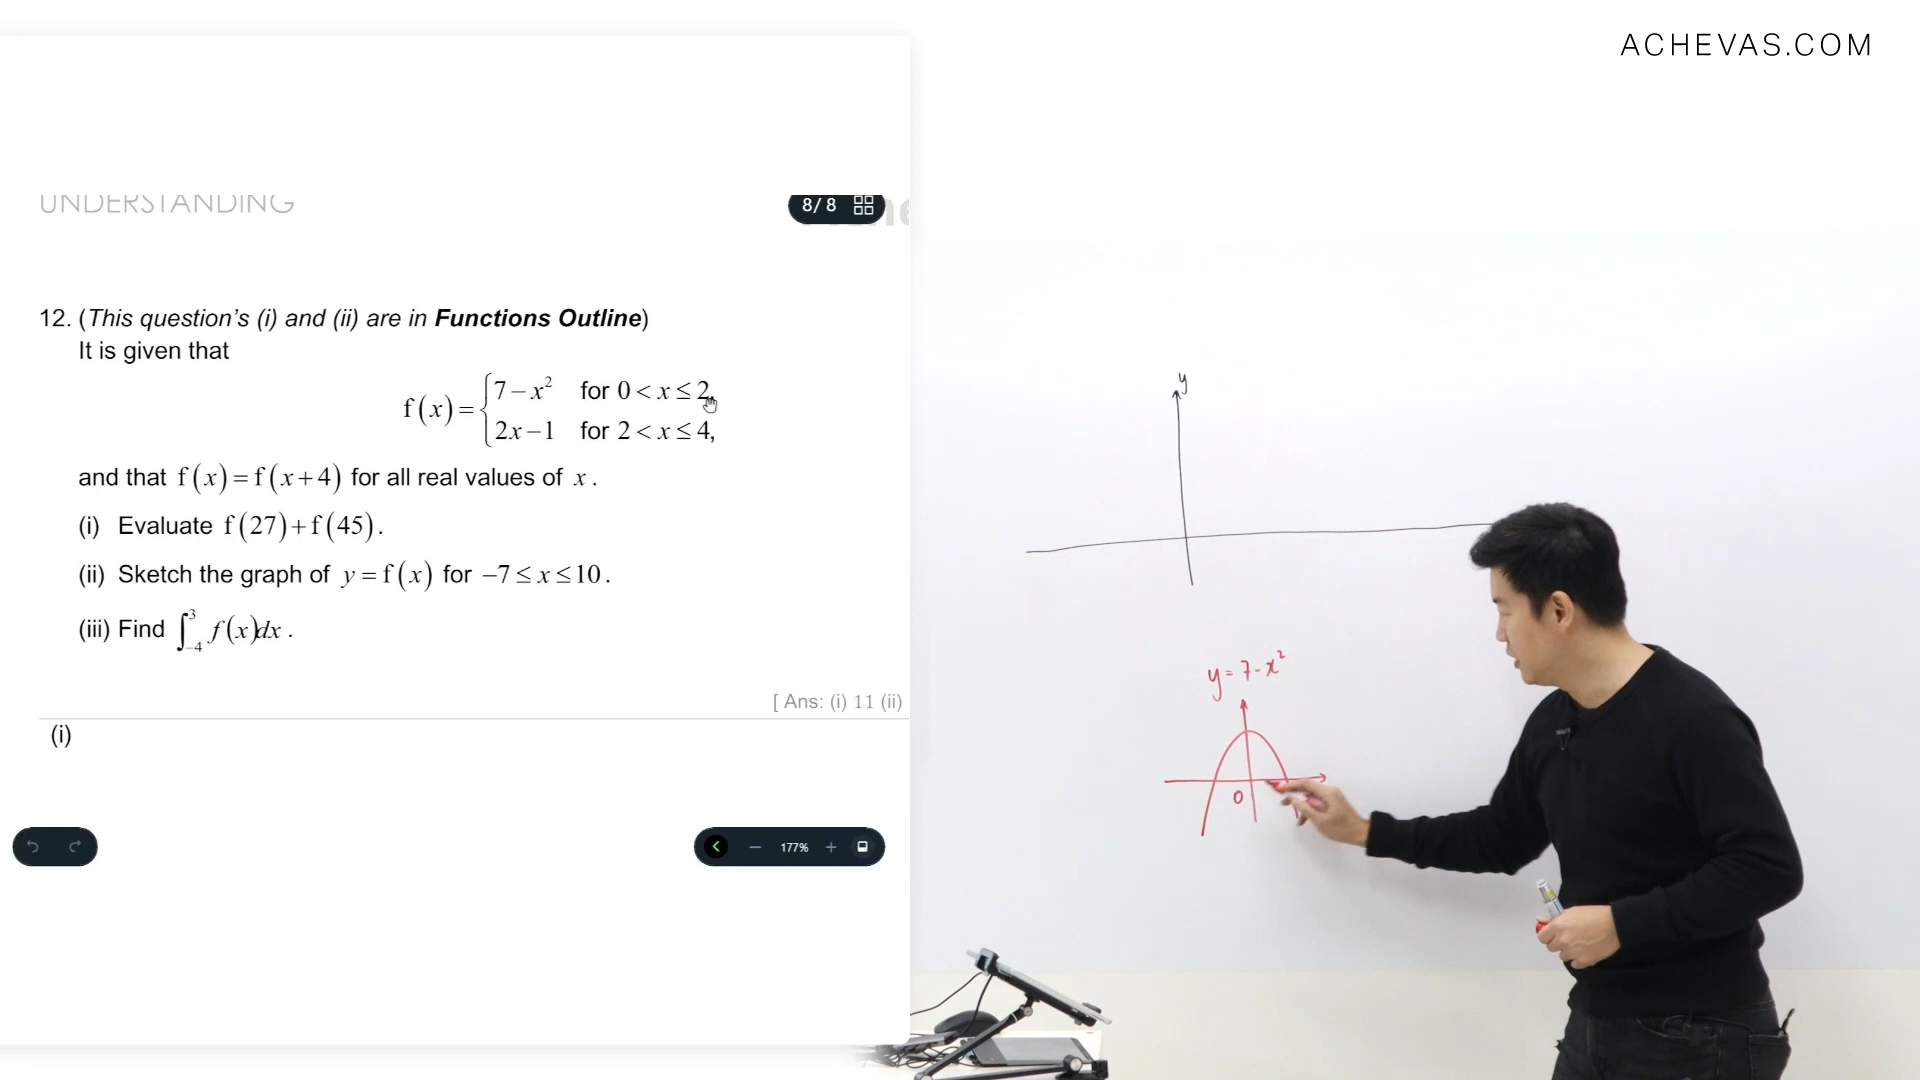 ACHEVAS.COM
UNDERSTANDING
8/8
12. (This question's (i) and (ii) are in Functions Outline)
It is given that
f(x) = { 7 − x² for 0 < x ≤ 2,
2x − 1 for 2 < x ≤ 4,
and that f(x) = f(x+4) for all real values of x.
(i) Evaluate f(27)+f(45).
(ii) Sketch the graph of y = f(x) for −7 ≤ x ≤ 10.
(iii) Find ∫₋₄³ f(x)dx.
[ Ans: (i) 11 (ii)
(i)
177%
y
y = 7 - x²
0